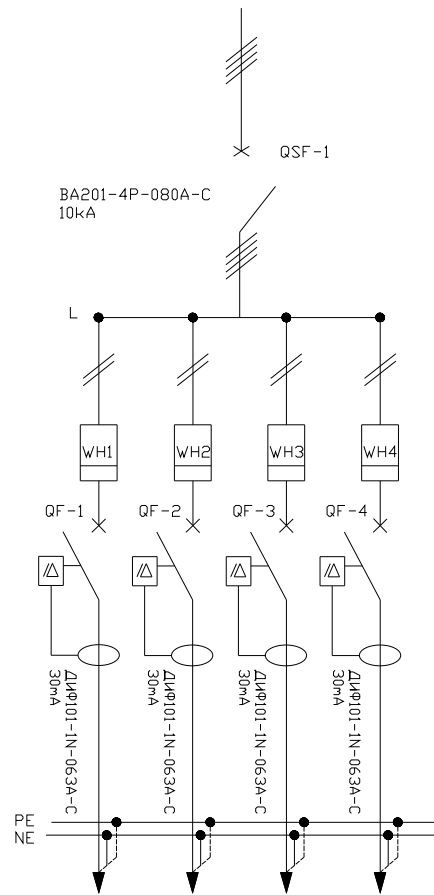 QSF-1
ВА201-4Р-080А-С
10кА
L
WH1
WH2
WH3
WH4
QF-1
QF-2
QF-3
QF-4
ДИФ101-1N-063А-С
30mA
ДИФ101-1N-063А-С
30mA
ДИФ101-1N-063А-С
30mA
ДИФ101-1N-063А-С
30mA
PE
NE